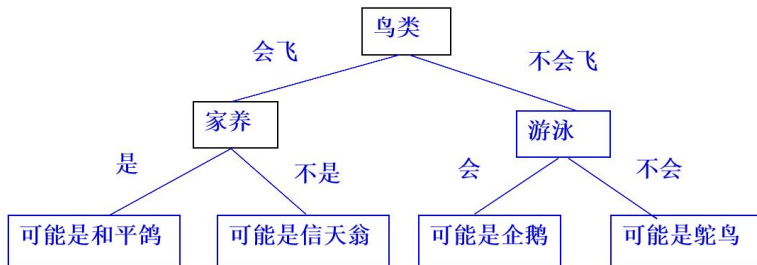 鸟类
会飞
不会飞
家养
游泳
是
不是
会
不会
可能是和平鸽
可能是信天翁
可能是企鹅
可能是鸵鸟